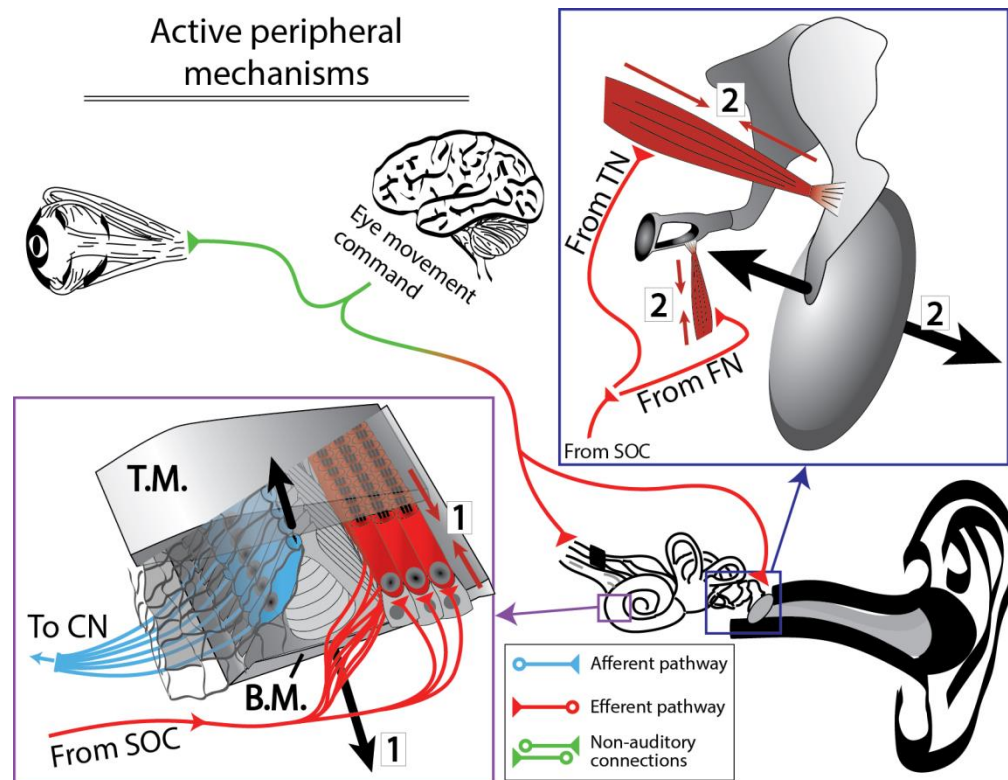 Active peripheral
mechanisms
Eye movement
command
2
From TN
2
2
From FN
From SOC
T.M.
1
To CN
B.M.
From SOC
1
Afferent pathway
Efferent pathway
Non-auditory
connections